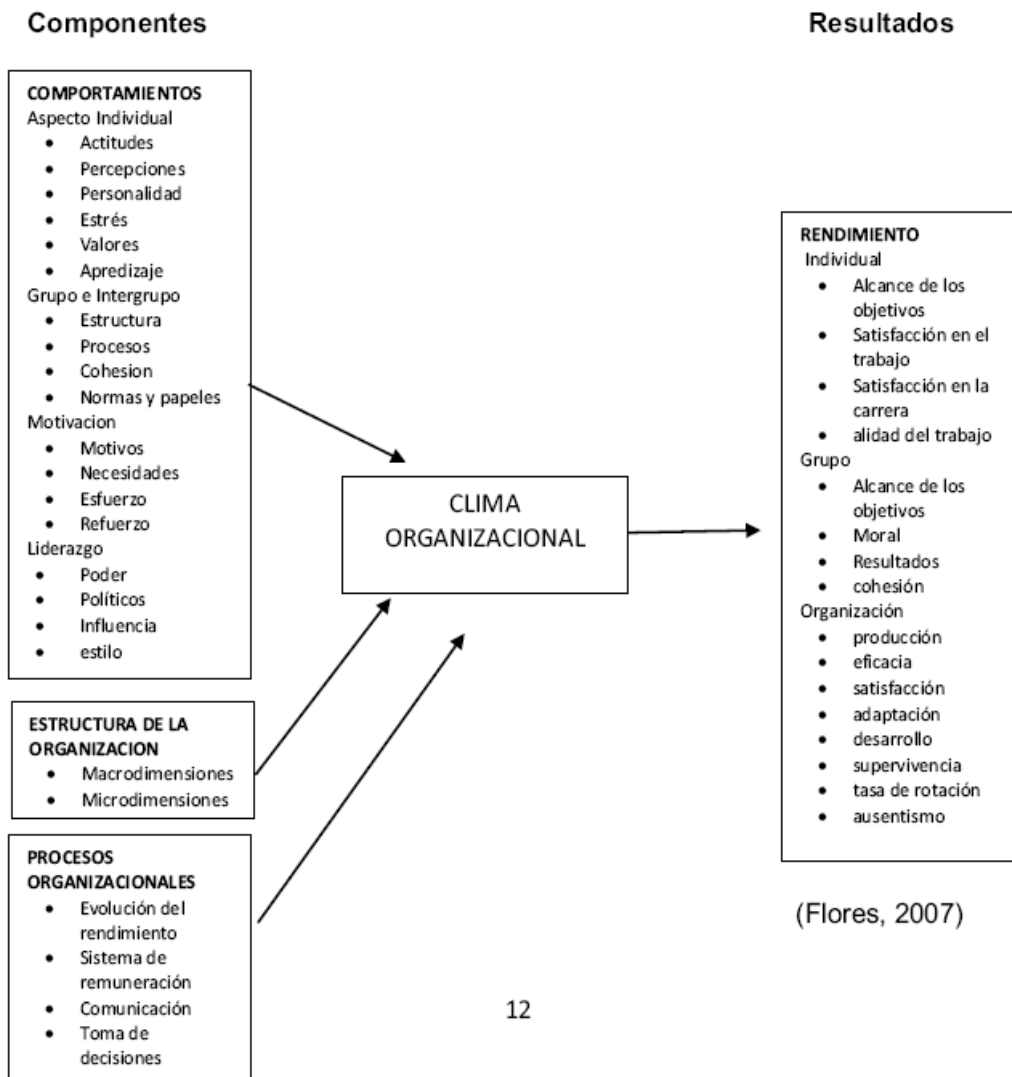 Componentes
Resultados
COMPORTAMIENTOS
Aspecto Individual
• Actitudes
• Percepciones
• Personalidad
• Estrés
• Valores
• Apredizaje
Grupo e Intergrupo
• Estructura
• Procesos
• Cohesion
• Normas y papeles
Motivacion
• Motivos
• Necesidades
• Esfuerzo
• Refuerzo
Liderazgo
• Poder
• Políticos
• Influencia
• estilo
ESTRUCTURA DE LA
ORGANIZACION
• Macrodimensiones
• Microdimensiones
PROCESOS
ORGANIZACIONALES
• Evolución del
rendimiento
• Sistema de
remuneración
• Comunicación
• Toma de
decisiones
CLIMA
ORGANIZACIONAL
RENDIMIENTO
Individual
• Alcance de los
objetivos
• Satisfacción en el
trabajo
• Satisfacción en la
carrera
• alidad del trabajo
Grupo
• Alcance de los
objetivos
• Moral
• Resultados
• cohesión
Organización
• producción
• eficacia
• satisfacción
• adaptación
• desarrollo
• supervivencia
• tasa de rotación
• ausentismo
(Flores, 2007)
12